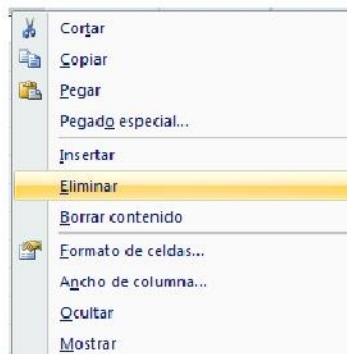 Cortar
Copiar
Pegar
Pegado especial...
Insertar
Eliminar
Borrar contenido
Formato de celdas...
Ancho de columna...
Ocultar
Mostrar